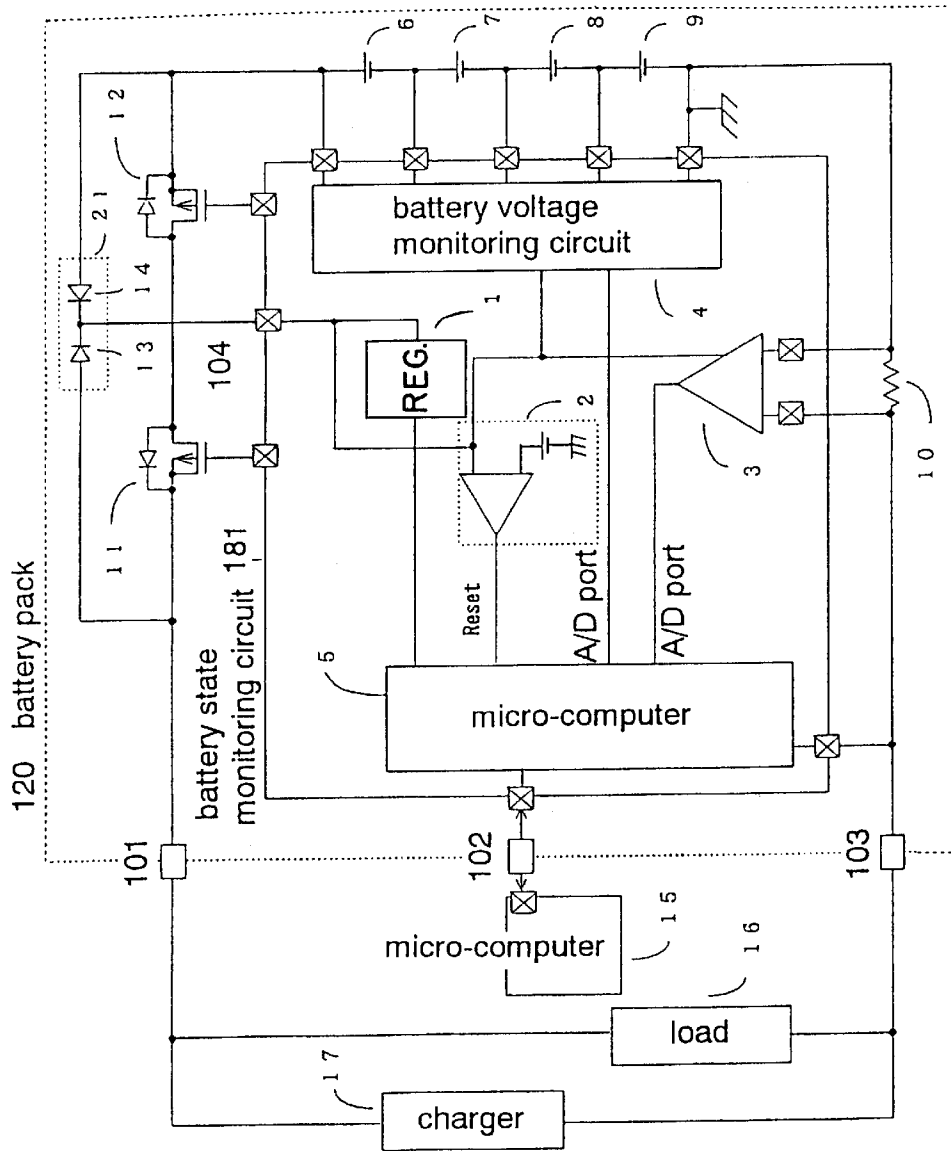 120 battery pack
21
14
13
12
11
104
101
102
103
battery state
monitoring circuit 181
battery voltage
monitoring circuit
REG.
1
2
3
4
5
6
7
8
9
10
Reset
A/D port
A/D port
micro-computer
micro-computer
15
load
16
charger
17